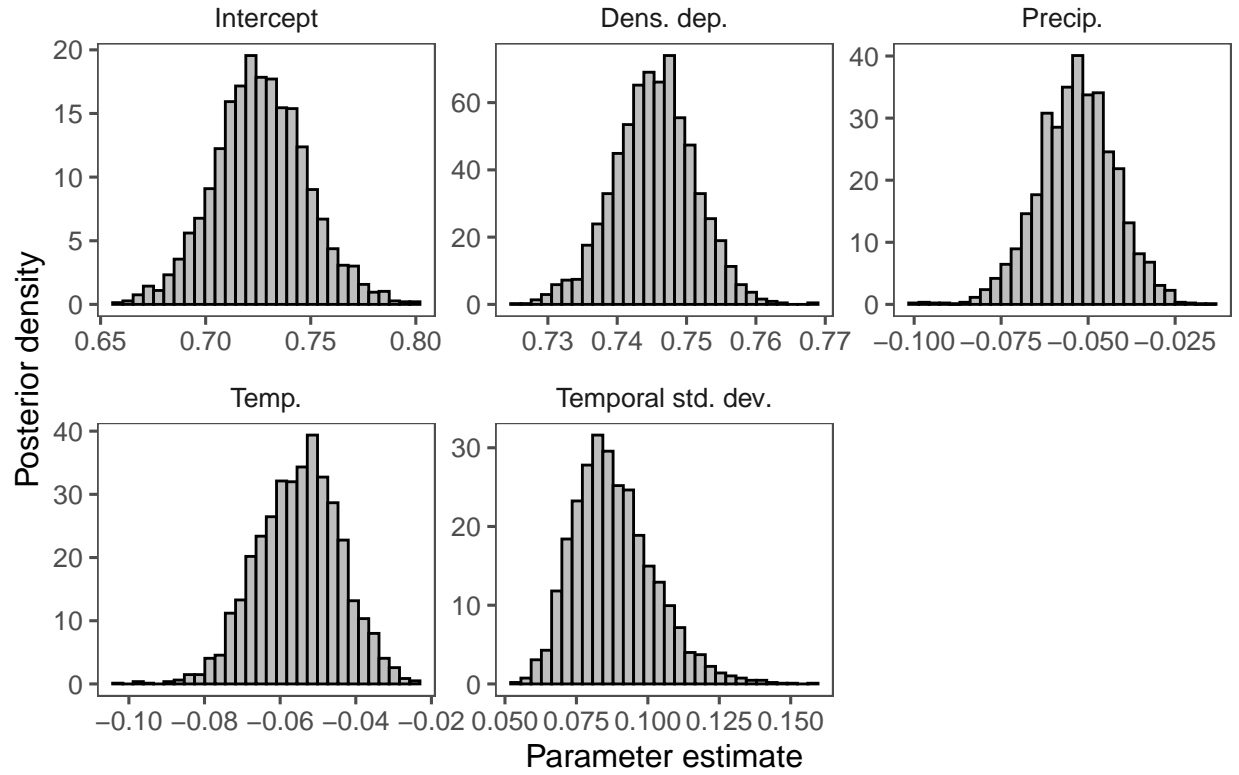 Intercept
Dens. dep.
Precip.
20
15
10
5
0
0.65 0.70 0.75 0.80
60
40
20
0
0.73 0.74 0.75 0.76 0.77
40
30
20
10
0
−0.100 −0.075 −0.050 −0.025
Posterior density
Temp.
Temporal std. dev.
40
30
20
10
0
−0.10 −0.08 −0.06 −0.04 −0.02
30
20
10
0
0.050 0.075 0.100 0.125 0.150
Parameter estimate